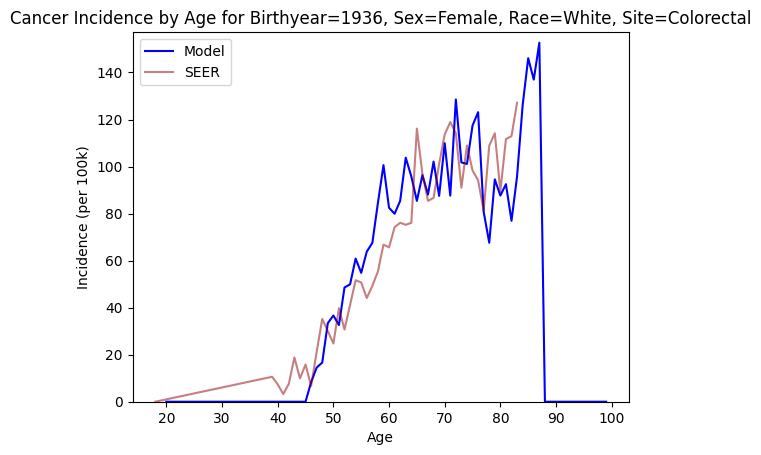 Cancer Incidence by Age for Birthyear=1936, Sex=Female, Race=White, Site=Colorectal
Model
SEER
Incidence (per 100k)
140
120
100
80
60
40
20
0
20 30 40 50 60 70 80 90 100
Age